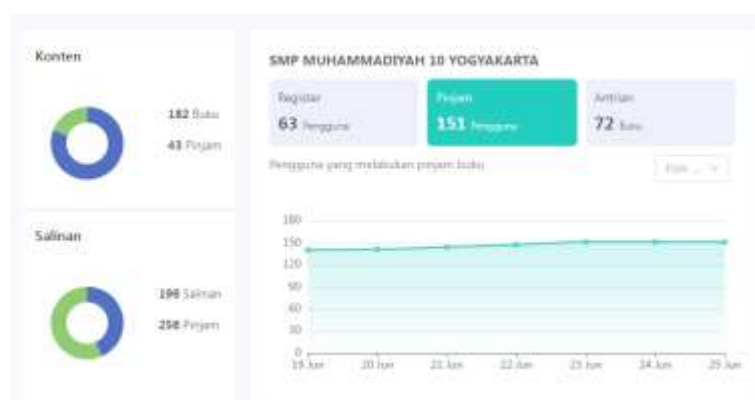 Konten
182 Buku
43 Pinjam
Salinan
196 Salinan
256 Pinjam
SMP MUHAMMADIYAH 10 YOGYAKARTA
Register
63 Pengguna
Pinjam
151 Pengguna
Antrian
72 Buku
Pengguna yang melakukan pinjam buku
180
150
120
90
60
30
0
19 Jun
20 Jun
21 Jun
22 Jun
23 Jun
24 Jun
25 Jun